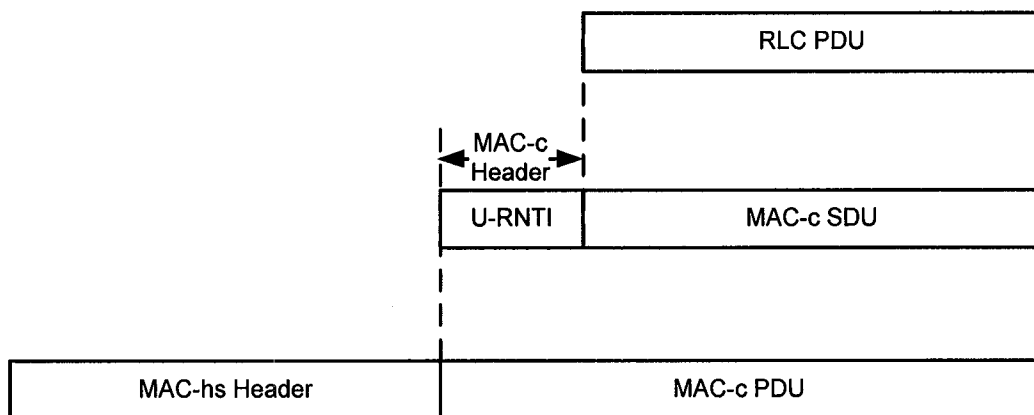 RLC PDU
MAC-c
Header
U-RNTI
MAC-c SDU
MAC-hs Header
MAC-c PDU